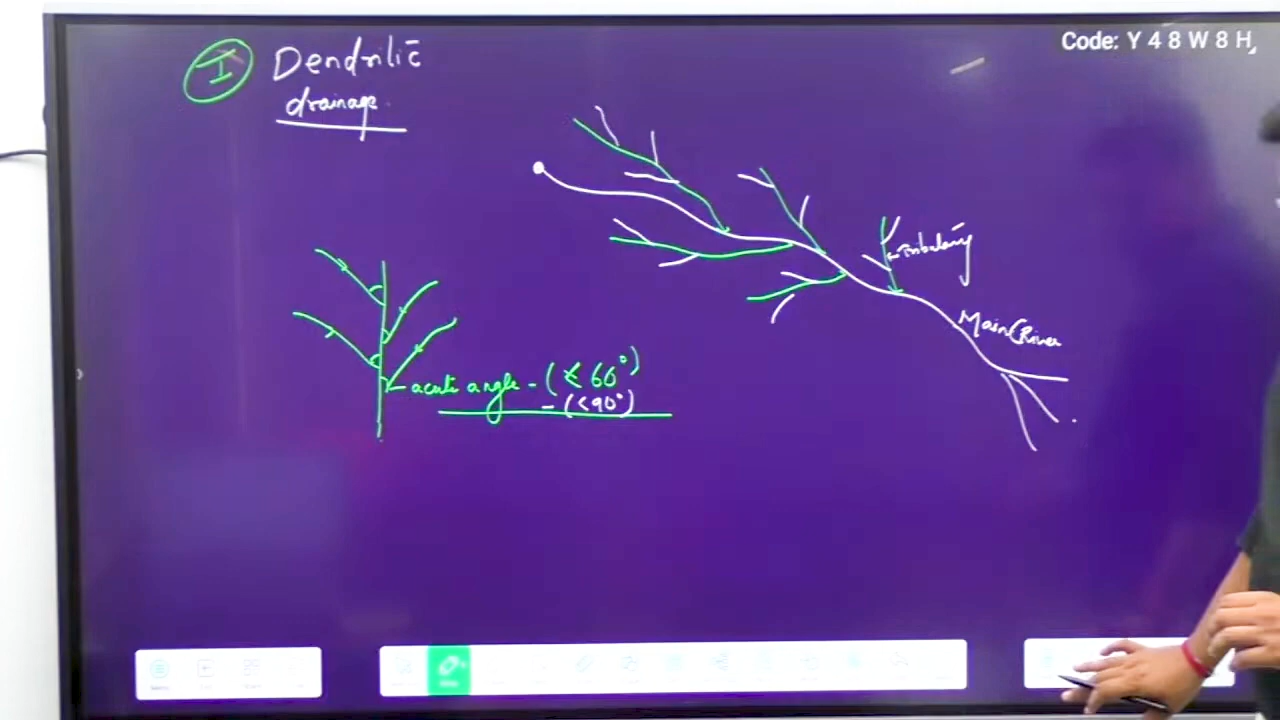 Code: Y 4 8 W 8 H
I Dendritic
drainage
Tributary
Main River
acute angle - (< 60°)
- (<90°)